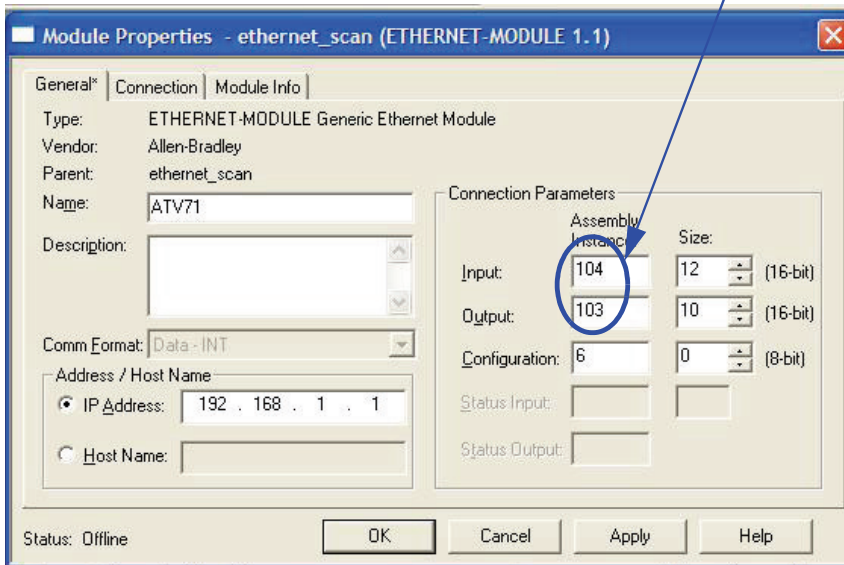 Module Properties - ethernet_scan (ETHERNET-MODULE 1.1)
General* Connection Module Info
Type: ETHERNET-MODULE Generic Ethernet Module
Vendor: Allen-Bradley
Parent: ethernet_scan
Name: ATV71
Description:
Comm Format: Data - INT
Address / Host Name
IP Address: 192 . 168 . 1 . 1
Host Name:
Connection Parameters
Assembly
Instance Size:
Input: 104 12 (16-bit)
Output: 103 10 (16-bit)
Configuration: 6 0 (8-bit)
Status Input:
Status Output:
Status: Offline OK Cancel Apply Help